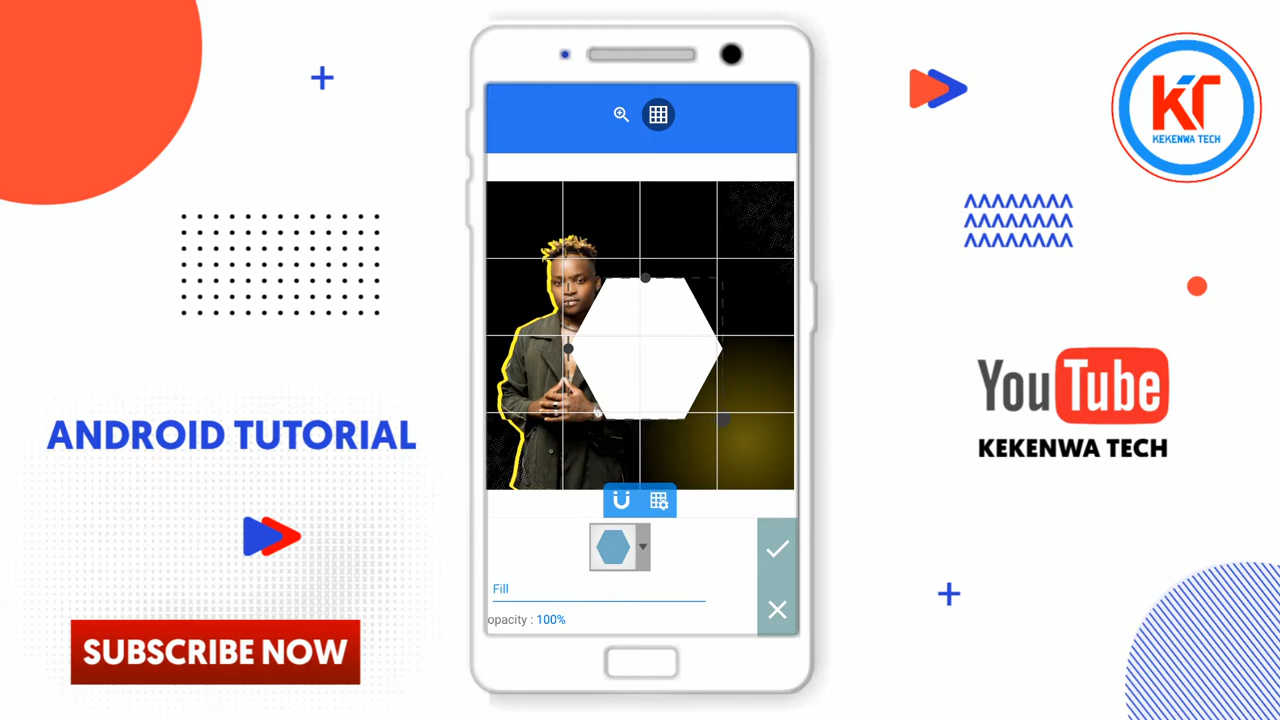 KT
KEKENWA TECH
YouTube
KEKENWA TECH
ANDROID TUTORIAL
SUBSCRIBE NOW
Fill
opacity : 100%